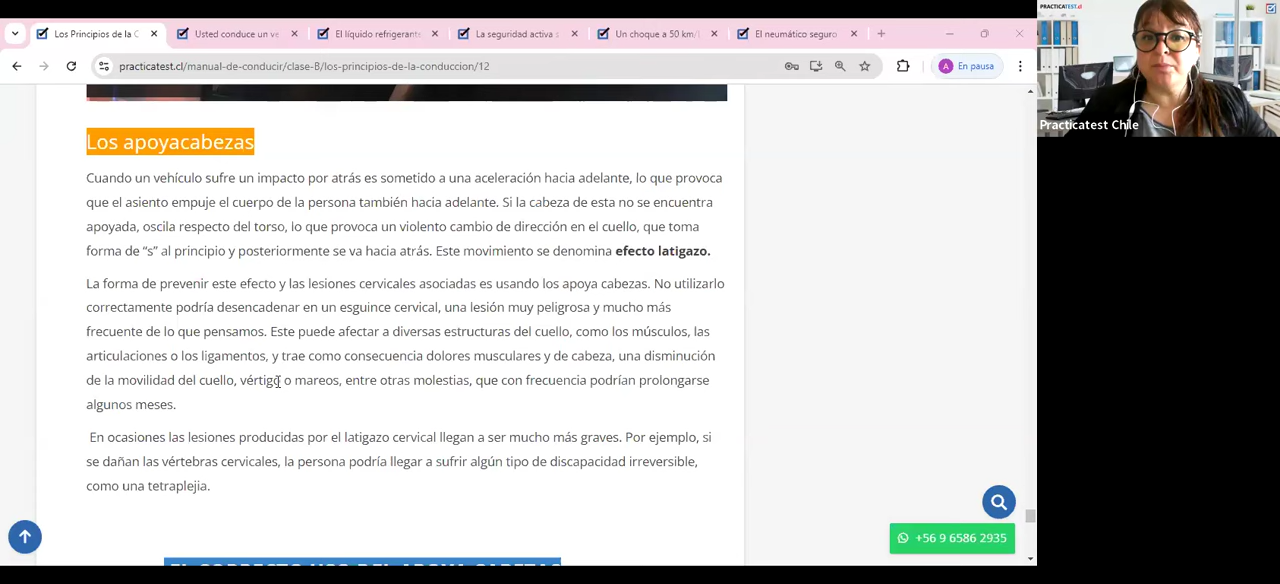 Los Principios de la C
Usted conduce un ve
El líquido refrigerante
La seguridad activa s
Un choque a 50 km/
El neumático seguro
practicatest.cl/manual-de-conducir/clase-B/los-principios-de-la-conduccion/12
A
En pausa
PRACTICATEST.cl
Practicatest Chile
Los apoyacabezas
Cuando un vehículo sufre un impacto por atrás es sometido a una aceleración hacia adelante, lo que provoca
que el asiento empuje el cuerpo de la persona también hacia adelante. Si la cabeza de esta no se encuentra
apoyada, oscila respecto del torso, lo que provoca un violento cambio de dirección en el cuello, que toma
forma de “s” al principio y posteriormente se va hacia atrás. Este movimiento se denomina efecto latigazo.
La forma de prevenir este efecto y las lesiones cervicales asociadas es usando los apoya cabezas. No utilizarlo
correctamente podría desencadenar en un esguince cervical, una lesión muy peligrosa y mucho más
frecuente de lo que pensamos. Este puede afectar a diversas estructuras del cuello, como los músculos, las
articulaciones o los ligamentos, y trae como consecuencia dolores musculares y de cabeza, una disminución
de la movilidad del cuello, vértigo o mareos, entre otras molestias, que con frecuencia podrían prolongarse
algunos meses.
En ocasiones las lesiones producidas por el latigazo cervical llegan a ser mucho más graves. Por ejemplo, si
se dañan las vértebras cervicales, la persona podría llegar a sufrir algún tipo de discapacidad irreversible,
como una tetraplejia.
+56 9 6586 2935
EL CORRECTO USO DEL APOYA CABEZAS